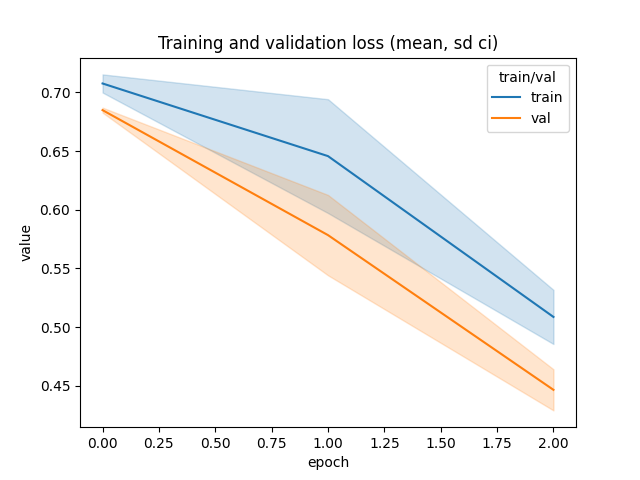 Training and validation loss (mean, sd ci)
train/val
train
val
value
0.70
0.65
0.60
0.55
0.50
0.45
0.00 0.25 0.50 0.75 1.00 1.25 1.50 1.75 2.00
epoch